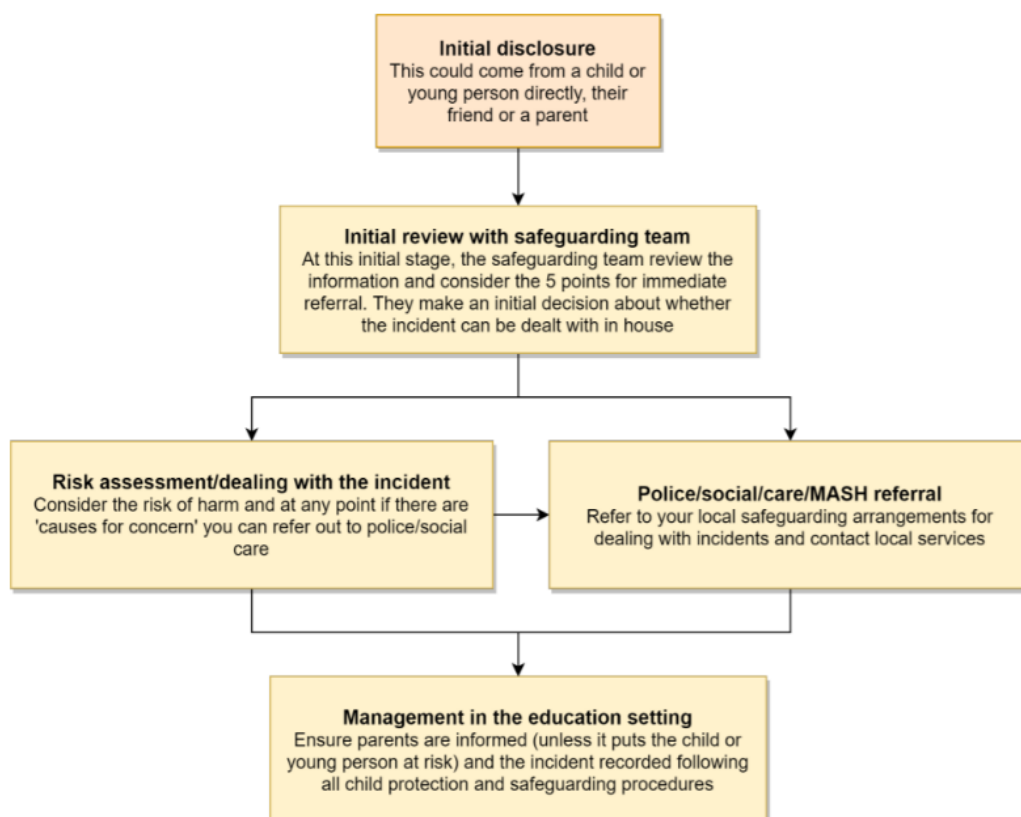 Initial disclosure
This could come from a child or
young person directly, their
friend or a parent
Initial review with safeguarding team
At this initial stage, the safeguarding team review the
information and consider the 5 points for immediate
referral. They make an initial decision about whether
the incident can be dealt with in house
Risk assessment/dealing with the incident
Consider the risk of harm and at any point if there are
'causes for concern' you can refer out to police/social
care
Police/social/care/MASH referral
Refer to your local safeguarding arrangements for
dealing with incidents and contact local services
Management in the education setting
Ensure parents are informed (unless it puts the child or
young person at risk) and the incident recorded following
all child protection and safeguarding procedures